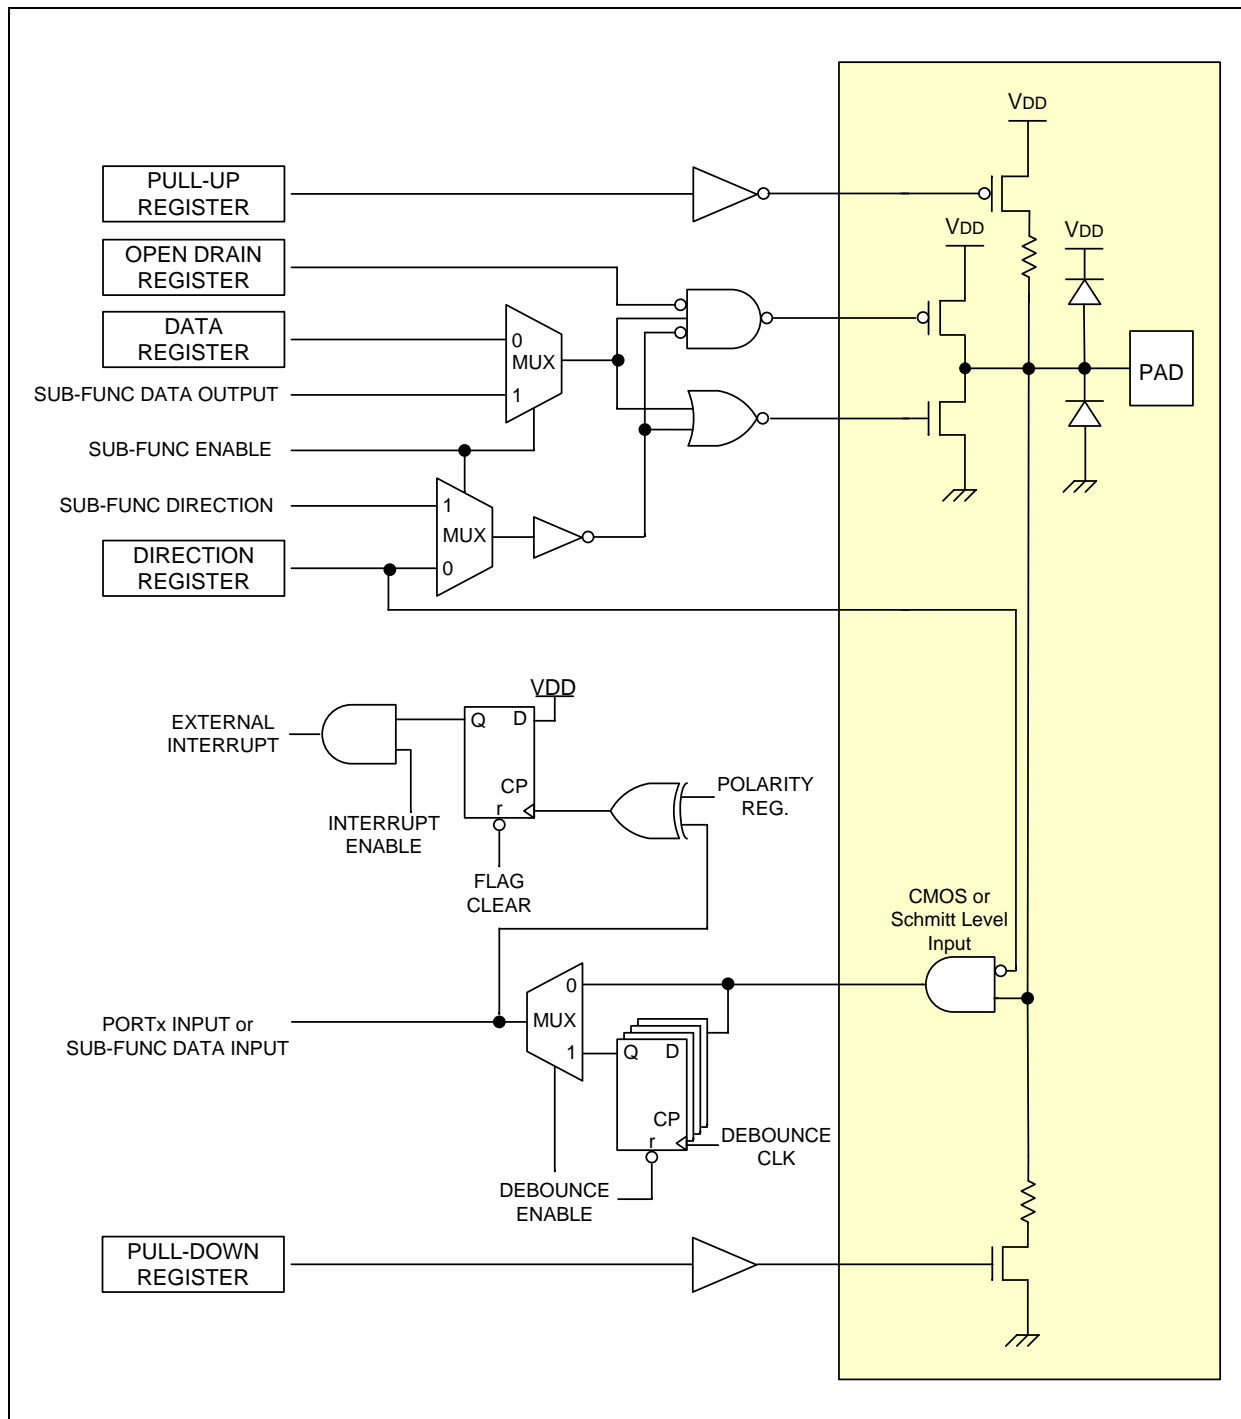 VDD
PULL-UP
REGISTER
OPEN DRAIN
REGISTER
VDD
VDD
DATA
REGISTER
0
MUX
1
PAD
SUB-FUNC DATA OUTPUT
SUB-FUNC ENABLE
SUB-FUNC DIRECTION
1
MUX
0
DIRECTION
REGISTER
VDD
Q D
CP
r
EXTERNAL
INTERRUPT
INTERRUPT
ENABLE
FLAG
CLEAR
POLARITY
REG.
CMOS or
Schmitt Level
Input
PORTx INPUT or
SUB-FUNC DATA INPUT
0
MUX
1
Q D
CP
r
DEBOUNCE
CLK
DEBOUNCE
ENABLE
PULL-DOWN
REGISTER